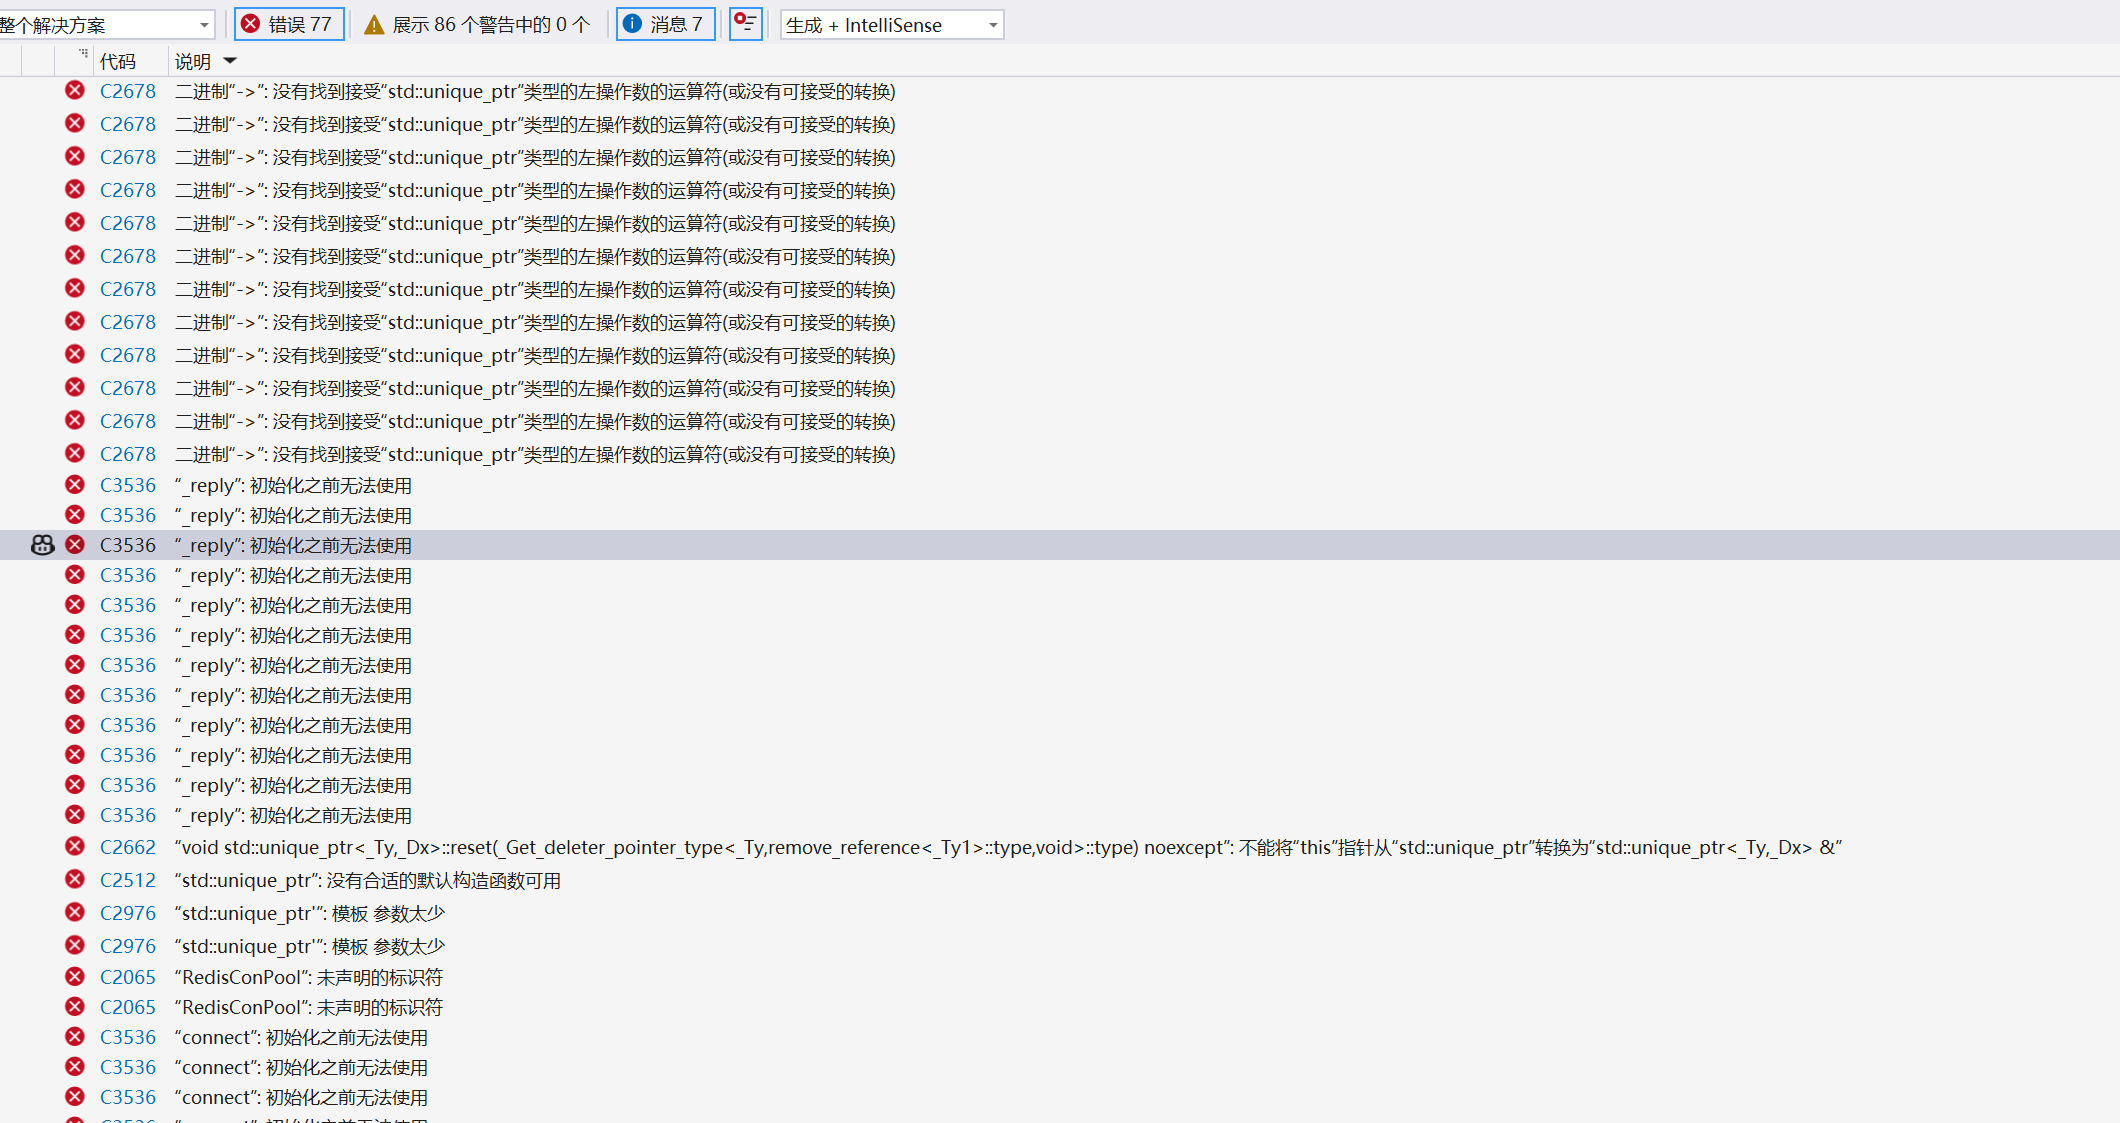 整个解决方案 错误 77 展示 86 个警告中的 0 个 消息 7 生成 + IntelliSense
代码 说明
C2678 二进制“->”: 没有找到接受“std::unique_ptr”类型的左操作数的运算符(或没有可接受的转换)
C2678 二进制“->”: 没有找到接受“std::unique_ptr”类型的左操作数的运算符(或没有可接受的转换)
C2678 二进制“->”: 没有找到接受“std::unique_ptr”类型的左操作数的运算符(或没有可接受的转换)
C2678 二进制“->”: 没有找到接受“std::unique_ptr”类型的左操作数的运算符(或没有可接受的转换)
C2678 二进制“->”: 没有找到接受“std::unique_ptr”类型的左操作数的运算符(或没有可接受的转换)
C2678 二进制“->”: 没有找到接受“std::unique_ptr”类型的左操作数的运算符(或没有可接受的转换)
C2678 二进制“->”: 没有找到接受“std::unique_ptr”类型的左操作数的运算符(或没有可接受的转换)
C2678 二进制“->”: 没有找到接受“std::unique_ptr”类型的左操作数的运算符(或没有可接受的转换)
C2678 二进制“->”: 没有找到接受“std::unique_ptr”类型的左操作数的运算符(或没有可接受的转换)
C2678 二进制“->”: 没有找到接受“std::unique_ptr”类型的左操作数的运算符(或没有可接受的转换)
C2678 二进制“->”: 没有找到接受“std::unique_ptr”类型的左操作数的运算符(或没有可接受的转换)
C2678 二进制“->”: 没有找到接受“std::unique_ptr”类型的左操作数的运算符(或没有可接受的转换)
C3536 “_reply”: 初始化之前无法使用
C3536 “_reply”: 初始化之前无法使用
C3536 “_reply”: 初始化之前无法使用
C3536 “_reply”: 初始化之前无法使用
C3536 “_reply”: 初始化之前无法使用
C3536 “_reply”: 初始化之前无法使用
C3536 “_reply”: 初始化之前无法使用
C3536 “_reply”: 初始化之前无法使用
C3536 “_reply”: 初始化之前无法使用
C3536 “_reply”: 初始化之前无法使用
C3536 “_reply”: 初始化之前无法使用
C3536 “_reply”: 初始化之前无法使用
C2662 “void std::unique_ptr<_Ty,_Dx>::reset(_Get_deleter_pointer_type<_Ty,remove_reference<_Ty1>::type,void>::type) noexcept”: 不能将“this”指针从“std::unique_ptr”转换为“std::unique_ptr<_Ty,_Dx> &”
C2512 “std::unique_ptr”: 没有合适的默认构造函数可用
C2976 “std::unique_ptr'”: 模板 参数太少
C2976 “std::unique_ptr'”: 模板 参数太少
C2065 “RedisConPool”: 未声明的标识符
C2065 “RedisConPool”: 未声明的标识符
C3536 “connect”: 初始化之前无法使用
C3536 “connect”: 初始化之前无法使用
C3536 “connect”: 初始化之前无法使用